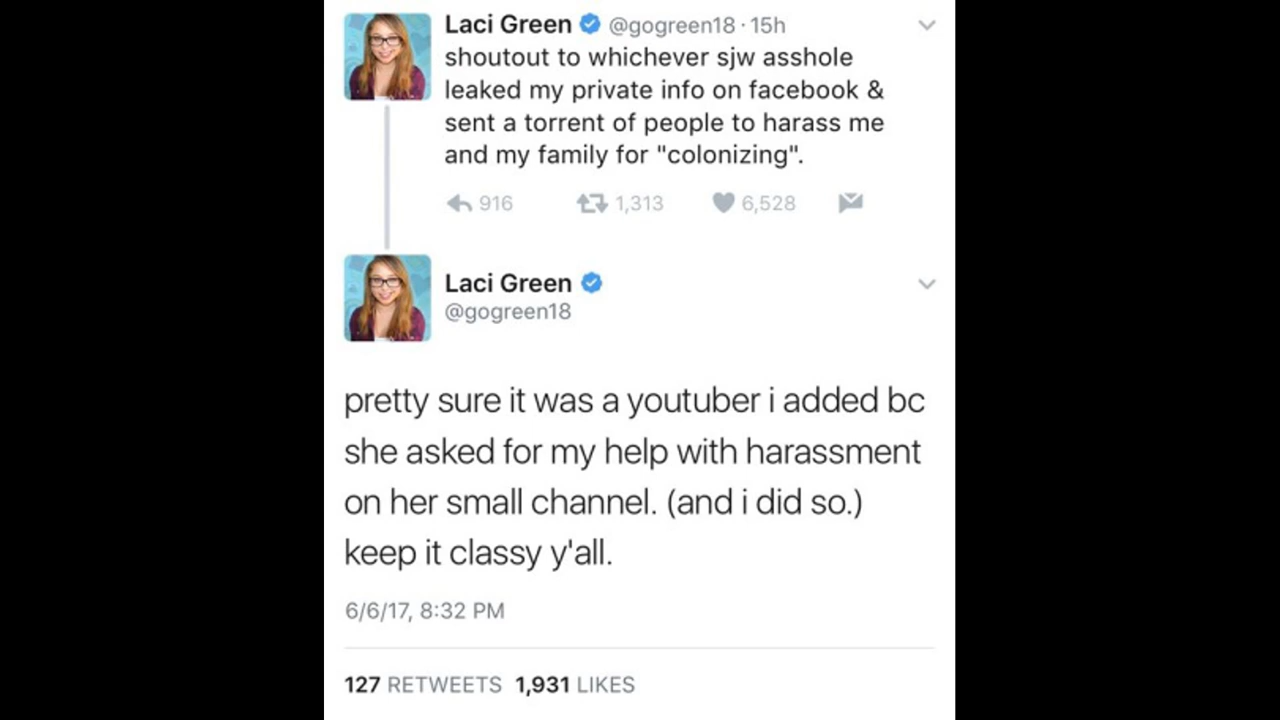 Laci Green @gogreen18 · 15h
shoutout to whichever sjw asshole
leaked my private info on facebook &
sent a torrent of people to harass me
and my family for "colonizing".
916 1,313 6,528
Laci Green
@gogreen18
pretty sure it was a youtuber i added bc
she asked for my help with harassment
on her small channel. (and i did so.)
keep it classy y'all.
6/6/17, 8:32 PM
127 RETWEETS 1,931 LIKES